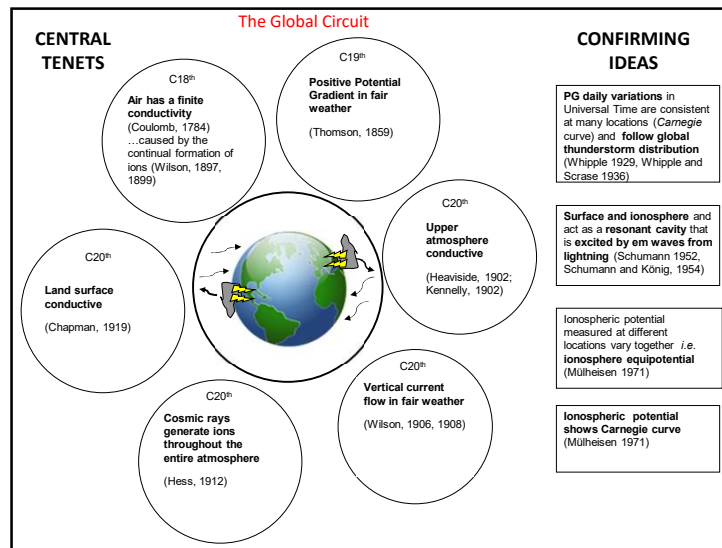 The Global Circuit
CENTRAL
TENETS
C18th
Air has a finite
conductivity
(Coulomb, 1784)
…caused by the
continual formation of
ions (Wilson, 1897,
1899)
C19th
Positive Potential
Gradient in fair
weather
(Thomson, 1859)
C20th
Upper
atmosphere
conductive
(Heaviside, 1902;
Kennelly, 1902)
C20th
Land surface
conductive
(Chapman, 1919)
C20th
Vertical current
flow in fair weather
(Wilson, 1906, 1908)
C20th
Cosmic rays
generate ions
throughout the
entire atmosphere
(Hess, 1912)
CONFIRMING
IDEAS
PG daily variations in
Universal Time are consistent
at many locations (Carnegie
curve) and follow global
thunderstorm distribution
(Whipple 1929, Whipple and
Scrase 1936)
Surface and ionosphere and
act as a resonant cavity that
is excited by em waves from
lightning (Schumann 1952,
Schumann and König, 1954)
Ionospheric potential
measured at different
locations vary together i.e.
ionosphere equipotential
(Mülheisen 1971)
Ionospheric potential
shows Carnegie curve
(Mülheisen 1971)